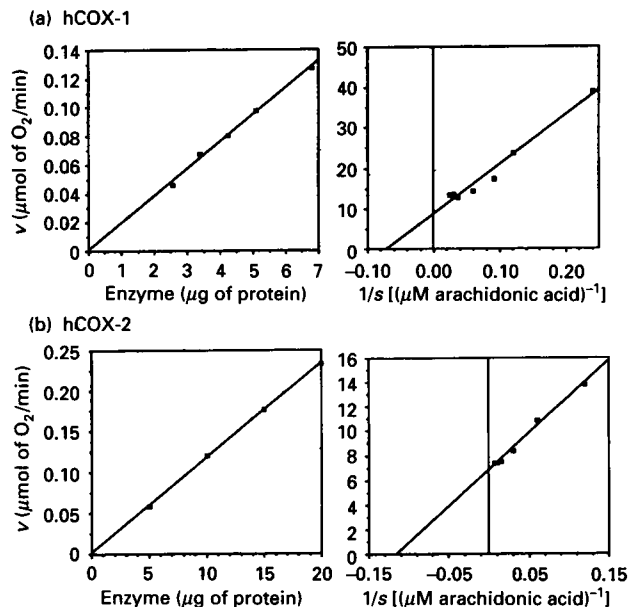 (a) hCOX-1
v (μmol of O₂/min)
0.14
0.12
0.10
0.08
0.06
0.04
0.02
0
0 1 2 3 4 5 6 7
Enzyme (μg of protein)
50
40
30
20
10
0
−0.10 0.00 0.10 0.20
1/s [(μM arachidonic acid)⁻¹]
(b) hCOX-2
v (μmol of O₂/min)
0.25
0.20
0.15
0.10
0.05
0
0 5 10 15 20
Enzyme (μg of protein)
16
14
12
10
8
6
4
2
0
−0.15 −0.05 0.05 0.15
1/s [(μM arachidonic acid)⁻¹]